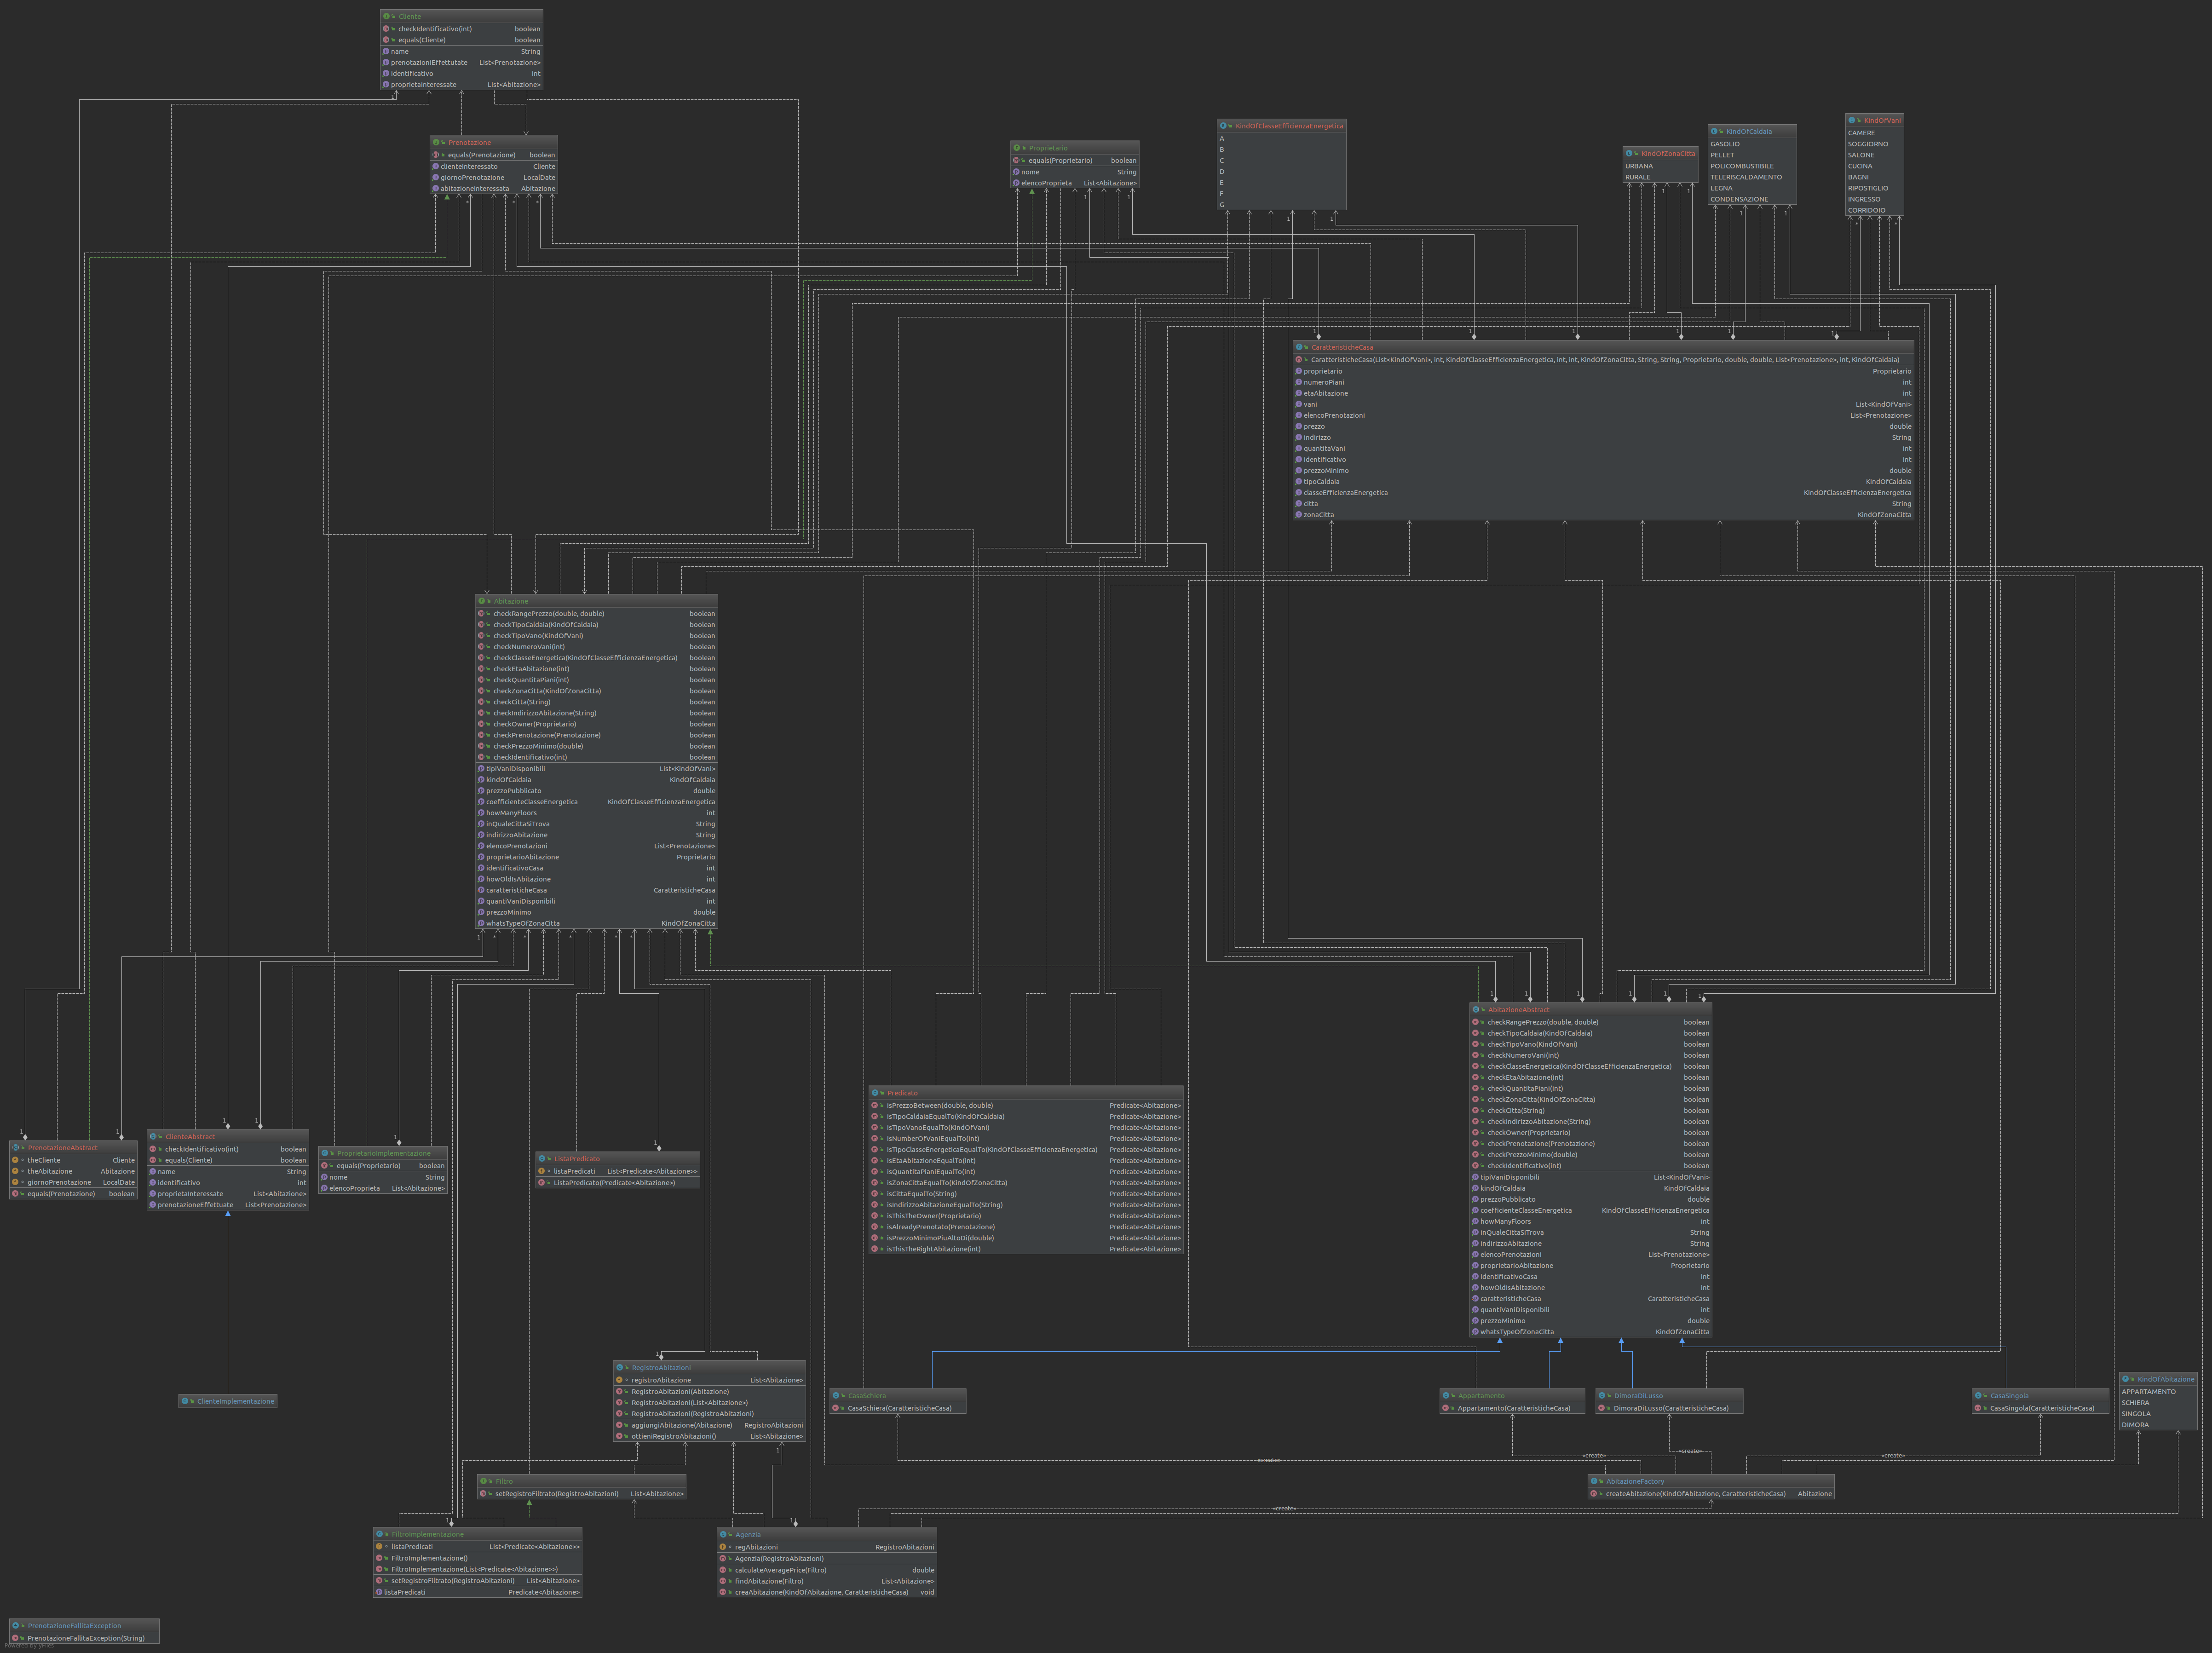 Cliente
checkIdentificativo(int) boolean
equals(Cliente) boolean
name String
prenotazioniEffettutate List<Prenotazione>
identificativo int
proprietaInteressate List<Abitazione>
Prenotazione
equals(Prenotazione) boolean
clienteInteressato Cliente
giornoPrenotazione LocalDate
abitazioneInteressata Abitazione
Proprietario
equals(Proprietario) boolean
nome String
elencoProprieta List<Abitazione>
KindOfClasseEfficienzaEnergetica
A
B
C
D
E
F
G
KindOfZonaCitta
URBANA
RURALE
KindOfCaldaia
GASOLIO
PELLET
POLICOMBUSTIBILE
TELERISCALDAMENTO
LEGNA
CONDENSAZIONE
KindOfVani
CAMERE
SOGGIORNO
SALONE
CUCINA
BAGNI
RIPOSTIGLIO
INGRESSO
CORRIDOIO
CaratteristicheCasa
CaratteristicheCasa(List<KindOfVani>, int, KindOfClasseEfficienzaEnergetica, int, int, KindOfZonaCitta, String, String, Proprietario, double, double, List<Prenotazione>, int, KindOfCaldaia)
proprietario Proprietario
numeroPiani int
etaAbitazione int
vani List<KindOfVani>
elencoPrenotazioni List<Prenotazione>
prezzo double
indirizzo String
quantitaVani int
identificativo int
prezzoMinimo double
tipoCaldaia KindOfCaldaia
classeEfficienzaEnergetica KindOfClasseEfficienzaEnergetica
citta String
zonaCitta KindOfZonaCitta
Abitazione
checkRangePrezzo(double, double) boolean
checkTipoCaldaia(KindOfCaldaia) boolean
checkTipoVano(KindOfVani) boolean
checkNumeroVani(int) boolean
checkClasseEnergetica(KindOfClasseEfficienzaEnergetica) boolean
checkEtaAbitazione(int) boolean
checkQuantitaPiani(int) boolean
checkZonaCitta(KindOfZonaCitta) boolean
checkCitta(String) boolean
checkIndirizzoAbitazione(String) boolean
checkOwner(Proprietario) boolean
checkPrenotazione(Prenotazione) boolean
checkPrezzoMinimo(double) boolean
checkIdentificativo(int) boolean
tipiVaniDisponibili List<KindOfVani>
kindOfCaldaia KindOfCaldaia
prezzoPubblicato double
coefficienteClasseEnergetica KindOfClasseEfficienzaEnergetica
howManyFloors int
inQualeCittaSiTrova String
indirizzoAbitazione String
elencoPrenotazioni List<Prenotazione>
proprietarioAbitazione Proprietario
identificativoCasa int
howOldIsAbitazione int
caratteristicheCasa CaratteristicheCasa
quantiVaniDisponibili int
prezzoMinimo double
whatsTypeOfZonaCitta KindOfZonaCitta
PrenotazioneAbstract
theCliente Cliente
theAbitazione Abitazione
giornoPrenotazione LocalDate
equals(Prenotazione) boolean
ClienteAbstract
checkIdentificativo(int) boolean
equals(Cliente) boolean
name String
identificativo int
proprietaInteressate List<Abitazione>
prenotazioniEffettuate List<Prenotazione>
ProprietarioImplementazione
equals(Proprietario) boolean
nome String
elencoProprieta List<Abitazione>
ListaPredicato
listaPredicati List<Predicate<Abitazione>>
ListaPredicato(Predicate<Abitazione>)
Predicato
isPrezzoBetween(double, double) Predicate<Abitazione>
isTipoCaldaiaEqualTo(KindOfCaldaia) Predicate<Abitazione>
isTipoVanoEqualTo(KindOfVani) Predicate<Abitazione>
isNumberOfVaniEqualTo(int) Predicate<Abitazione>
isTipoClasseEnergeticaEqualTo(KindOfClasseEfficienzaEnergetica) Predicate<Abitazione>
isEtaAbitazioneEqualTo(int) Predicate<Abitazione>
isQuantitaPianiEqualTo(int) Predicate<Abitazione>
isZonaCittaEqualTo(KindOfZonaCitta) Predicate<Abitazione>
isCittaEqualTo(String) Predicate<Abitazione>
isIndirizzoAbitazioneEqualTo(String) Predicate<Abitazione>
isThisTheOwner(Proprietario) Predicate<Abitazione>
isAlreadyPrenotato(Prenotazione) Predicate<Abitazione>
isPrezzoMinimoPiuAltoDi(double) Predicate<Abitazione>
isThisTheRightAbitazione(int) Predicate<Abitazione>
AbitazioneAbstract
checkRangePrezzo(double, double) boolean
checkTipoCaldaia(KindOfCaldaia) boolean
checkTipoVano(KindOfVani) boolean
checkNumeroVani(int) boolean
checkClasseEnergetica(KindOfClasseEfficienzaEnergetica) boolean
checkEtaAbitazione(int) boolean
checkQuantitaPiani(int) boolean
checkZonaCitta(KindOfZonaCitta) boolean
checkCitta(String) boolean
checkIndirizzoAbitazione(String) boolean
checkOwner(Proprietario) boolean
checkPrenotazione(Prenotazione) boolean
checkPrezzoMinimo(double) boolean
checkIdentificativo(int) boolean
tipiVaniDisponibili List<KindOfVani>
kindOfCaldaia KindOfCaldaia
prezzoPubblicato double
coefficienteClasseEnergetica KindOfClasseEfficienzaEnergetica
howManyFloors int
inQualeCittaSiTrova String
indirizzoAbitazione String
elencoPrenotazioni List<Prenotazione>
proprietarioAbitazione Proprietario
identificativoCasa int
howOldIsAbitazione int
caratteristicheCasa CaratteristicheCasa
quantiVaniDisponibili int
prezzoMinimo double
whatsTypeOfZonaCitta KindOfZonaCitta
ClienteImplementazione
RegistroAbitazioni
registroAbitazione List<Abitazione>
RegistroAbitazioni(Abitazione)
RegistroAbitazioni(List<Abitazione>)
RegistroAbitazioni(RegistroAbitazioni)
aggiungiAbitazione(Abitazione) RegistroAbitazioni
ottieniRegistroAbitazioni() List<Abitazione>
CasaSchiera
CasaSchiera(CaratteristicheCasa)
Appartamento
Appartamento(CaratteristicheCasa)
DimoraDiLusso
DimoraDiLusso(CaratteristicheCasa)
CasaSingola
CasaSingola(CaratteristicheCasa)
KindOfAbitazione
APPARTAMENTO
SCHIERA
SINGOLA
DIMORA
«create»
«create»
«create»
Filtro
setRegistroFiltrato(RegistroAbitazioni) List<Abitazione>
AbitazioneFactory
createAbitazione(KindOfAbitazione, CaratteristicheCasa) Abitazione
«create»
FiltroImplementazione
listaPredicati List<Predicate<Abitazione>>
FiltroImplementazione()
FiltroImplementazione(List<Predicate<Abitazione>>)
setRegistroFiltrato(RegistroAbitazioni) List<Abitazione>
listaPredicati Predicate<Abitazione>
Agenzia
regAbitazioni RegistroAbitazioni
Agenzia(RegistroAbitazioni)
calculateAveragePrice(Filtro) double
findAbitazione(Filtro) List<Abitazione>
creaAbitazione(KindOfAbitazione, CaratteristicheCasa) void
PrenotazioneFallitaException
PrenotazioneFallitaException(String)
Powered by yFiles